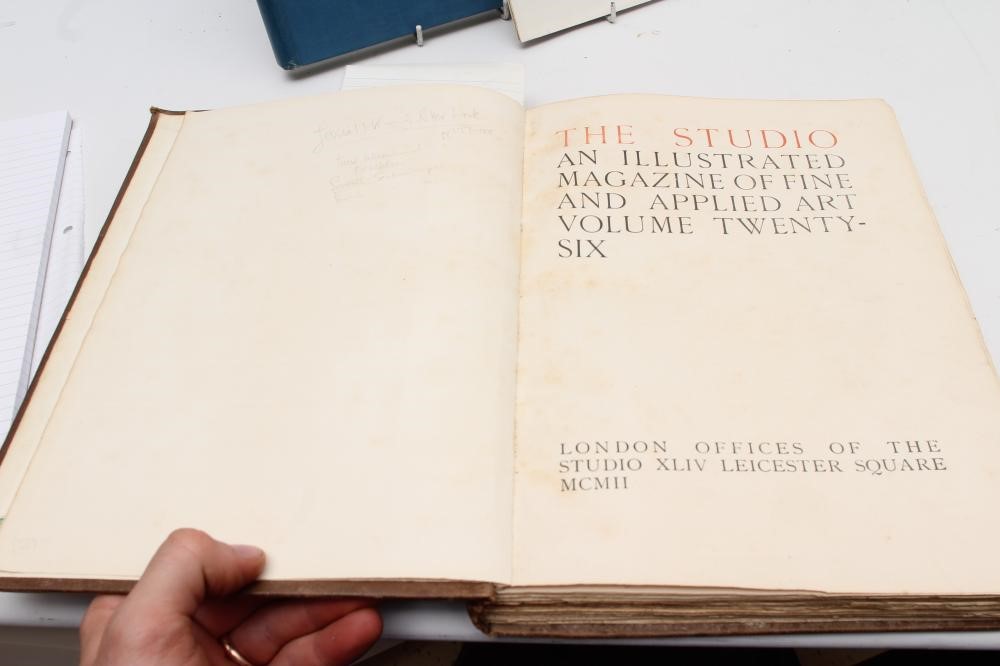 THE STUDIO
AN ILLUSTRATED
MAGAZINE OF FINE
AND APPLIED ART
VOLUME TWENTY-
SIX
LONDON OFFICES OF THE
STUDIO XLIV LEICESTER SQUARE
MCMII